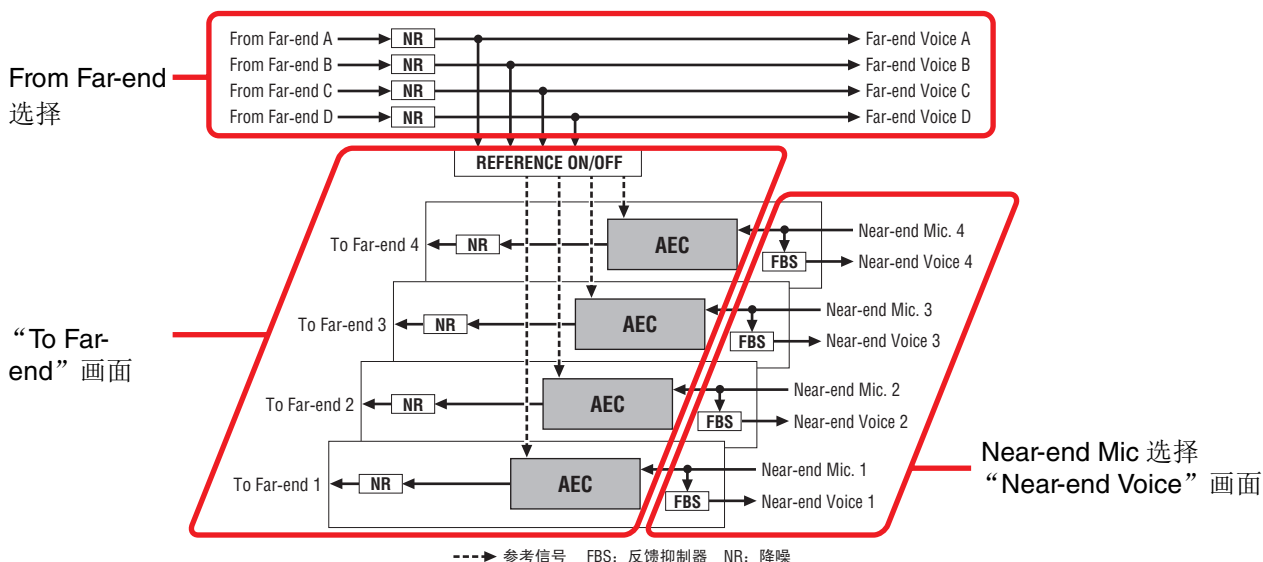 From Far-end
选择
From Far-end A NR Far-end Voice A
From Far-end B NR Far-end Voice B
From Far-end C NR Far-end Voice C
From Far-end D NR Far-end Voice D
REFERENCE ON/OFF
“To Far-
end”画面
To Far-end 4 NR AEC FBS Near-end Mic. 4
Near-end Voice 4
To Far-end 3 NR AEC FBS Near-end Mic. 3
Near-end Voice 3
To Far-end 2 NR AEC FBS Near-end Mic. 2
Near-end Voice 2
To Far-end 1 NR AEC FBS Near-end Mic. 1
Near-end Voice 1
Near-end Mic 选择
“Near-end Voice”画面
参考信号 FBS：反馈抑制器 NR：降噪